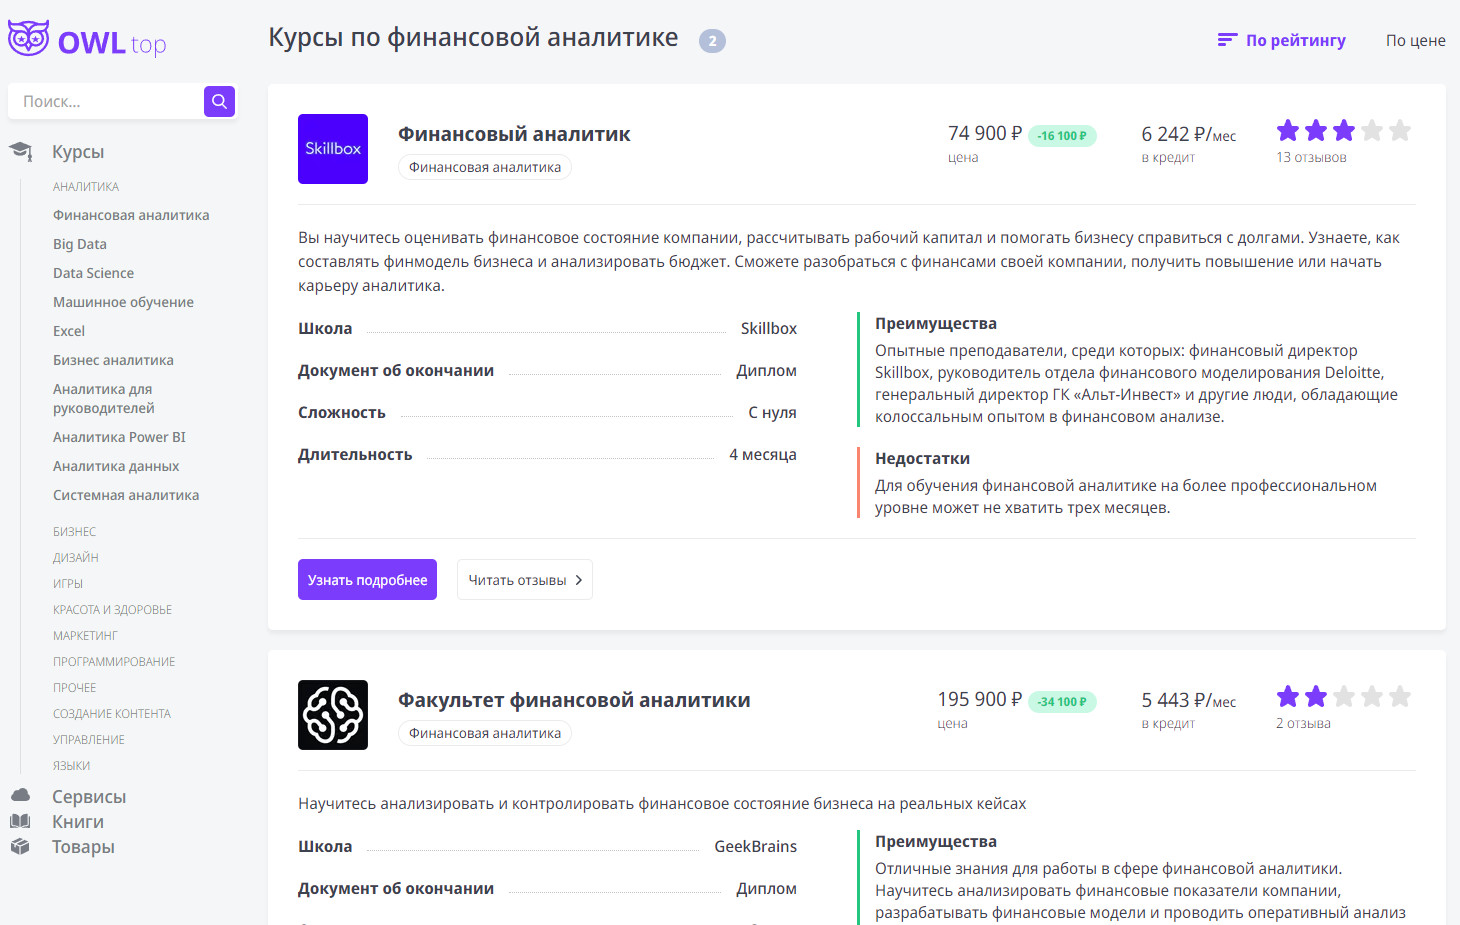 OWL top
Курсы по финансовой аналитике 2
По рейтингу
По цене
Поиск...
Курсы
АНАЛИТИКА
Финансовая аналитика
Big Data
Data Science
Машинное обучение
Excel
Бизнес аналитика
Аналитика для
руководителей
Аналитика Power BI
Аналитика данных
Системная аналитика
БИЗНЕС
ДИЗАЙН
ИГРЫ
КРАСОТА И ЗДОРОВЬЕ
МАРКЕТИНГ
ПРОГРАММИРОВАНИЕ
ПРОЧЕЕ
СОЗДАНИЕ КОНТЕНТА
УПРАВЛЕНИЕ
ЯЗЫКИ
Сервисы
Книги
Товары
Skillbox
Финансовый аналитик
Финансовая аналитика
74 900 ₽ -16 100 ₽
цена
6 242 ₽/мес
в кредит
13 отзывов
Вы научитесь оценивать финансовое состояние компании, рассчитывать рабочий капитал и помогать бизнесу справиться с долгами. Узнаете, как
составлять финмодель бизнеса и анализировать бюджет. Сможете разобраться с финансами своей компании, получить повышение или начать
карьеру аналитика.
Школа Skillbox
Документ об окончании Диплом
Сложность С нуля
Длительность 4 месяца
Преимущества
Опытные преподаватели, среди которых: финансовый директор
Skillbox, руководитель отдела финансового моделирования Deloitte,
генеральный директор ГК «Альт-Инвест» и другие люди, обладающие
колоссальным опытом в финансовом анализе.
Недостатки
Для обучения финансовой аналитике на более профессиональном
уровне может не хватить трех месяцев.
Узнать подробнее
Читать отзывы
Факультет финансовой аналитики
Финансовая аналитика
195 900 ₽ -34 100 ₽
цена
5 443 ₽/мес
в кредит
2 отзыва
Научитесь анализировать и контролировать финансовое состояние бизнеса на реальных кейсах
Школа GeekBrains
Документ об окончании Диплом
Преимущества
Отличные знания для работы в сфере финансовой аналитики.
Научитесь анализировать финансовые показатели компании,
разрабатывать финансовые модели и проводить оперативный анализ